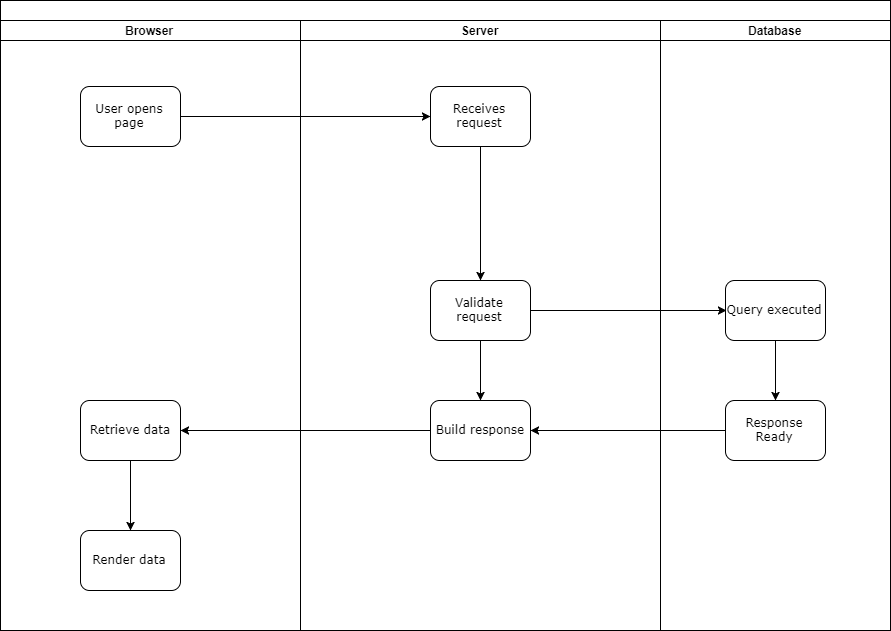 Browser
Server
Database
User opens
page
Receives
request
Validate
request
Query executed
Retrieve data
Build response
Response
Ready
Render data